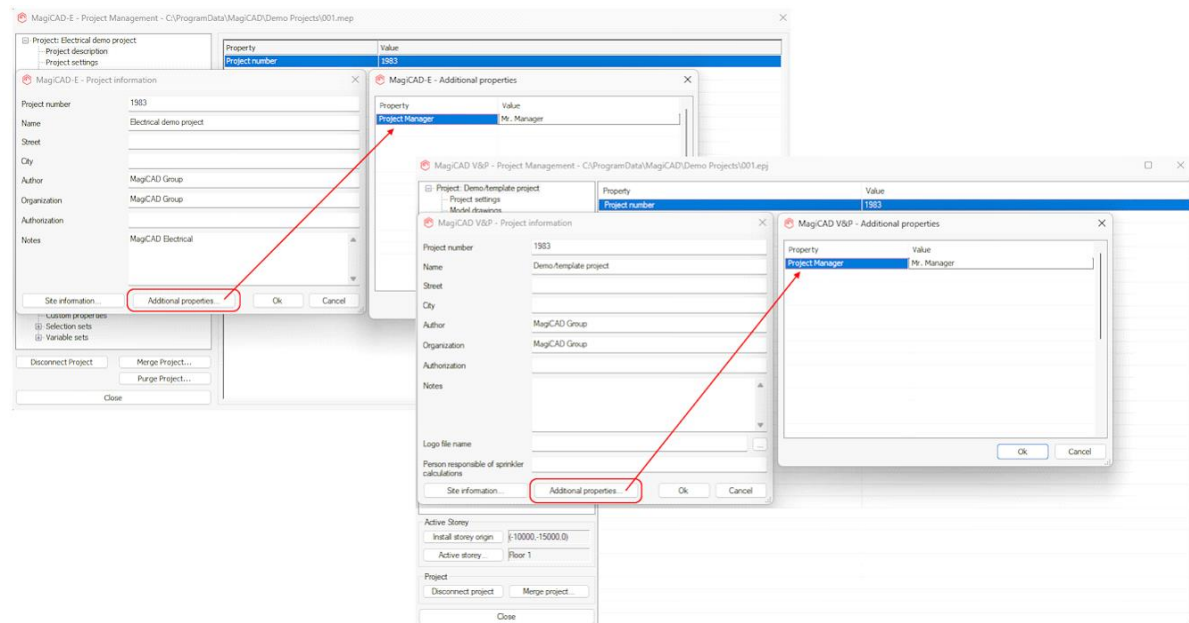 MagiCAD-E - Project Management - C:\ProgramData\MagiCAD\Demo Projects\001.mep
Project: Electrical demo project
Project description
Project settings
Property Value
Project number 1983
MagiCAD-E - Project information
Project number 1983
Name Electrical demo project
Street
City
Author MagiCAD Group
Organization MagiCAD Group
Authorization
Notes MagiCAD Electrical
Site information... Additional properties... Ok Cancel
MagiCAD-E - Additional properties
Property Value
Project Manager Mr. Manager
Custom properties
Selection sets
Variable sets
Disconnect Project Merge Project...
Purge Project...
Close
MagiCAD V&P - Project Management - C:\ProgramData\MagiCAD\Demo Projects\001.epj
Project: Demo/template project
Project settings
Model drawings
Property Value
Project number 1983
MagiCAD V&P - Project information
Project number 1983
Name Demo/template project
Street
City
Author MagiCAD Group
Organization MagiCAD Group
Authorization
Notes
Logo file name ...
Person responsible of sprinkler
calculations
Site information... Additional properties... Ok Cancel
MagiCAD V&P - Additional properties
Property Value
Project Manager Mr. Manager
Ok Cancel
Active Storey
Install storey origin (-10000,-15000,0)
Active storey... Floor 1
Project
Disconnect project Merge project...
Close